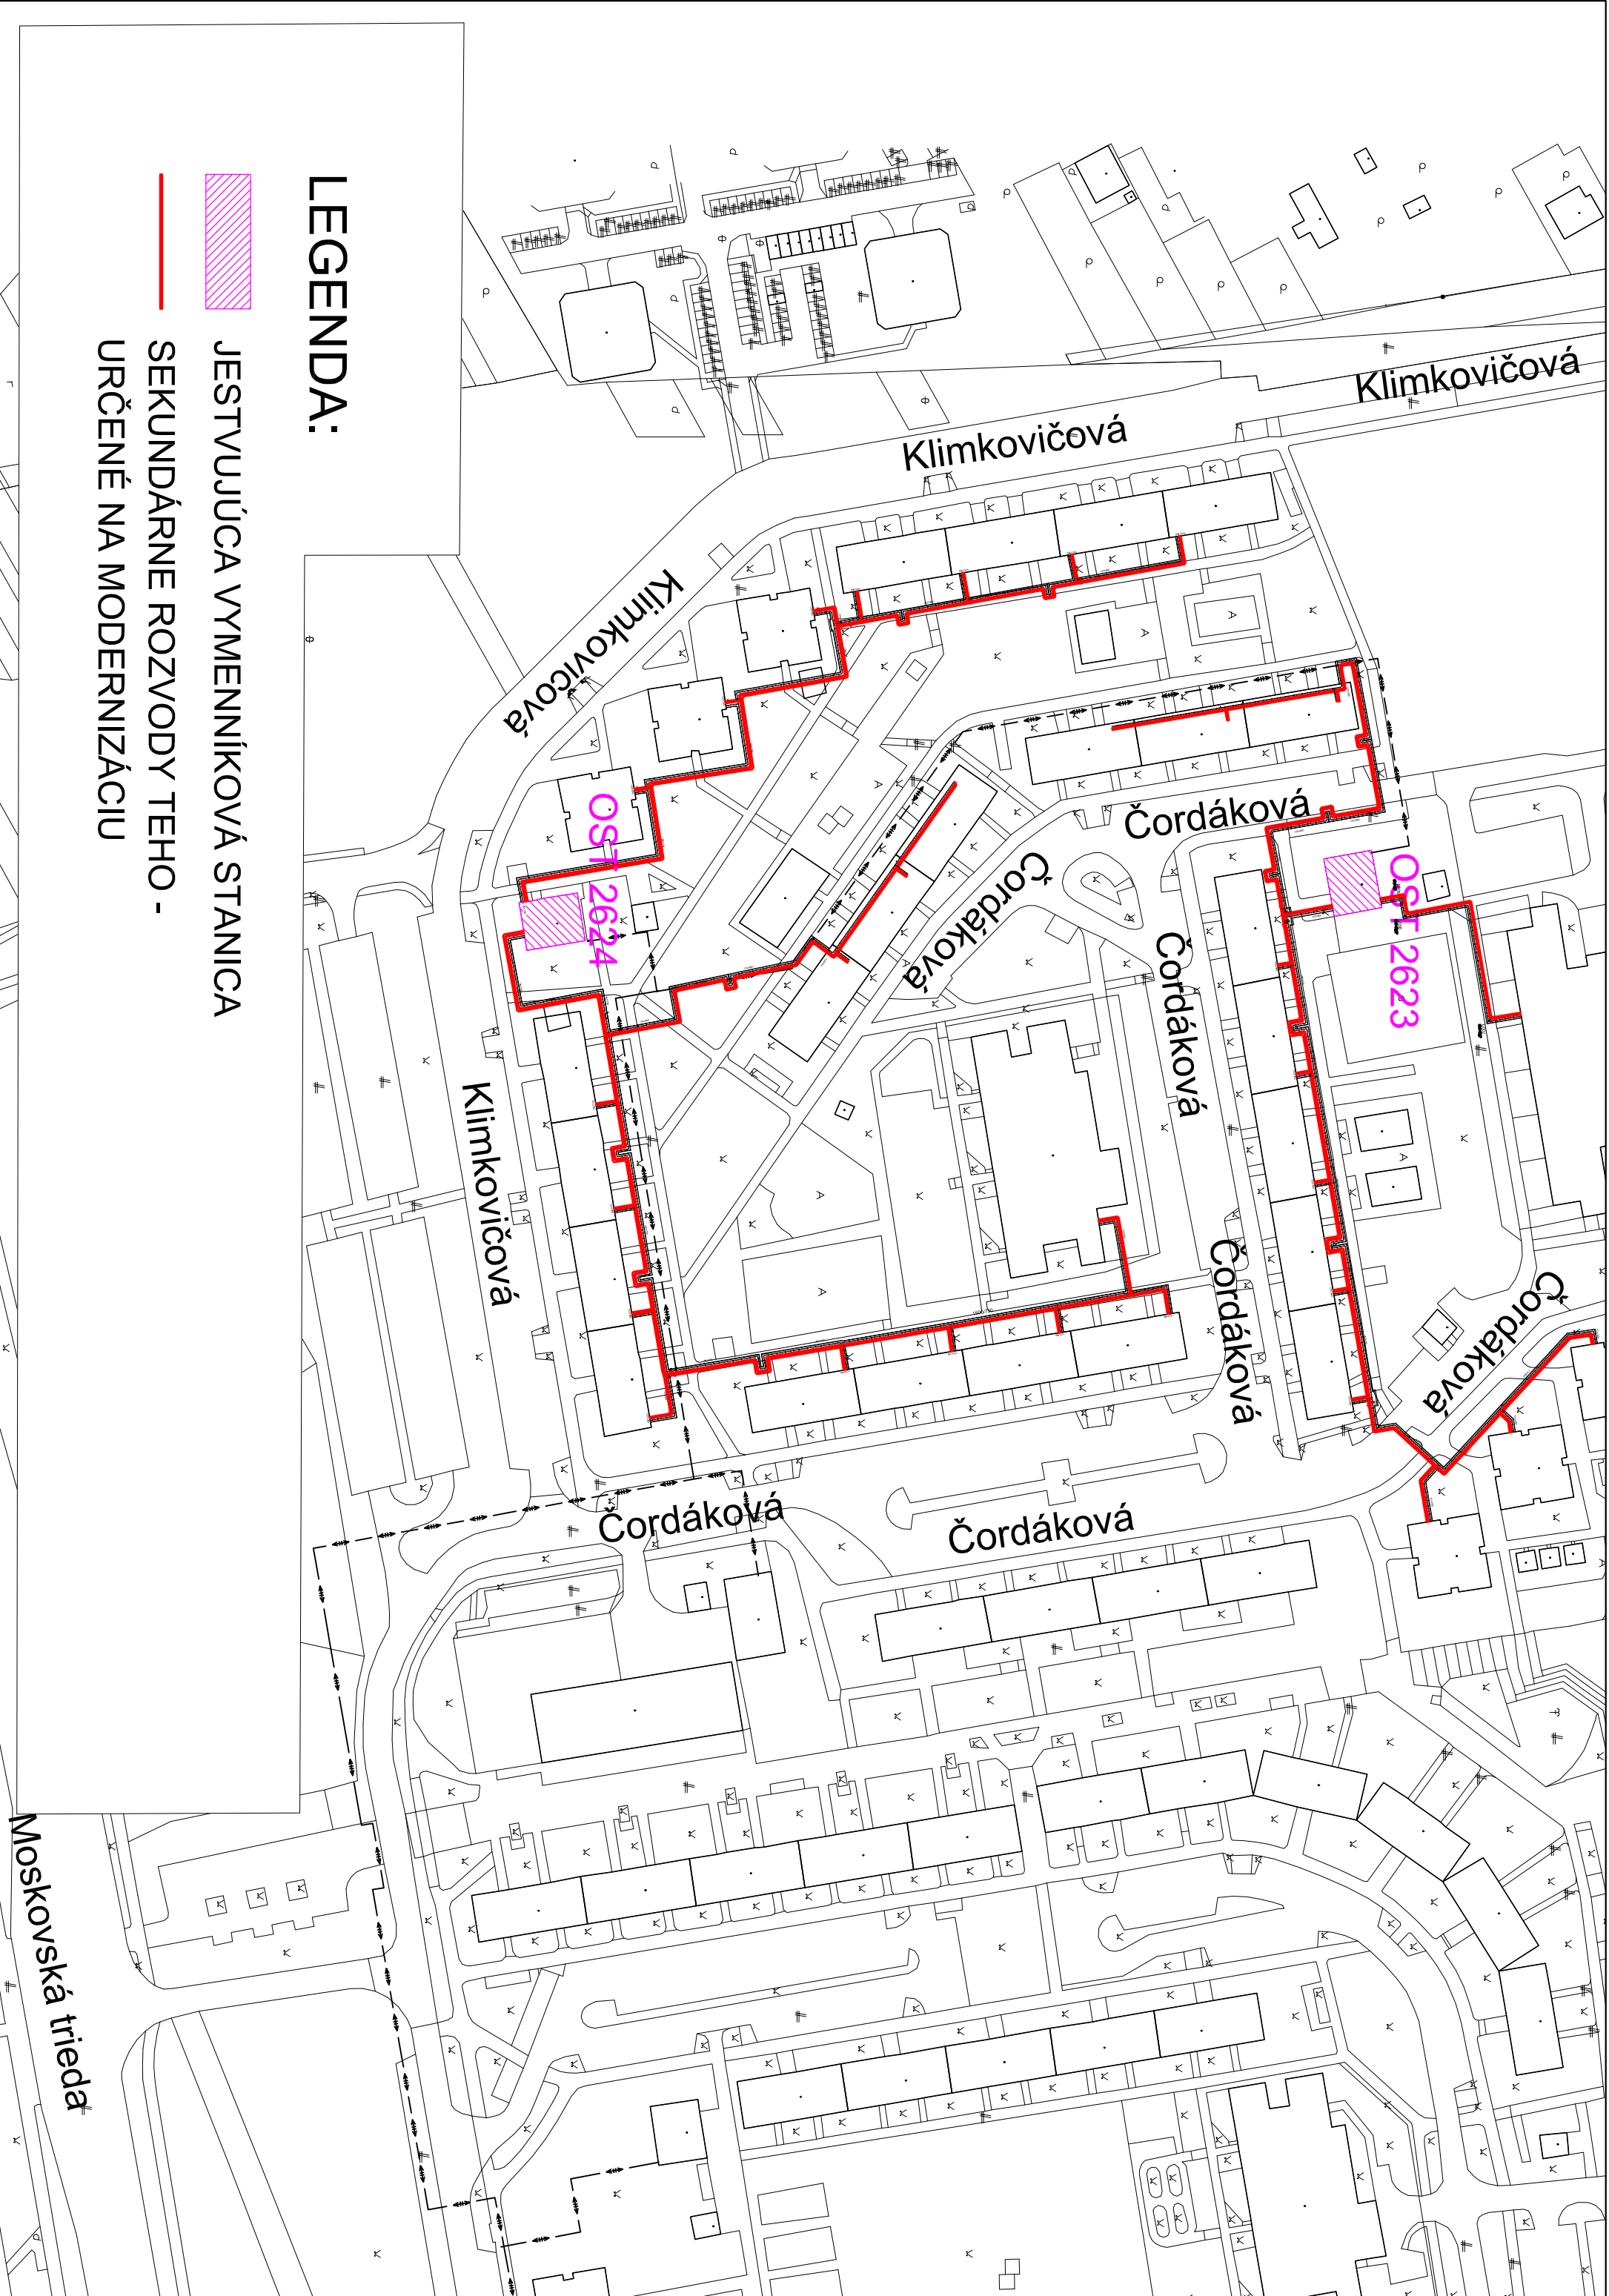 LEGENDA:
JESTVUJÚCA VYMENNÍKOVÁ STANICA
SEKUNDÁRNE ROZVODY TEHO -
URČENÉ NA MODERNIZÁCIU
Klimkovičová
Klimkovičová
Klimkovičová
Klimkovičová
OST 2624
OST 2623
Čordáková
Čordáková
Čordáková
Čordáková
Čordáková
Čordáková
Čordáková
Moskovská trieda